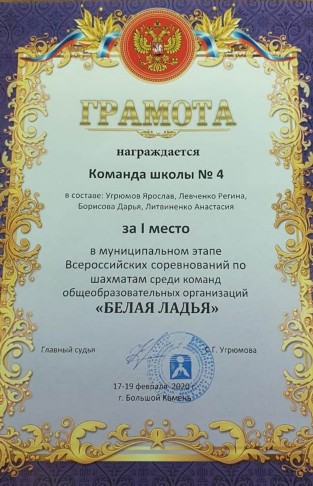 ГРАМОТА
награждается
Команда школы № 4
в составе: Угрюмов Ярослав, Левченко Регина,
Борисова Дарья, Литвиненко Анастасия
за I место
в муниципальном этапе
Всероссийских соревнований по
шахматам среди команд
общеобразовательных организаций
«БЕЛАЯ ЛАДЬЯ»
Главный судья С.Г. Угрюмова
17-19 февраля 2020 г
г. Большой Камень